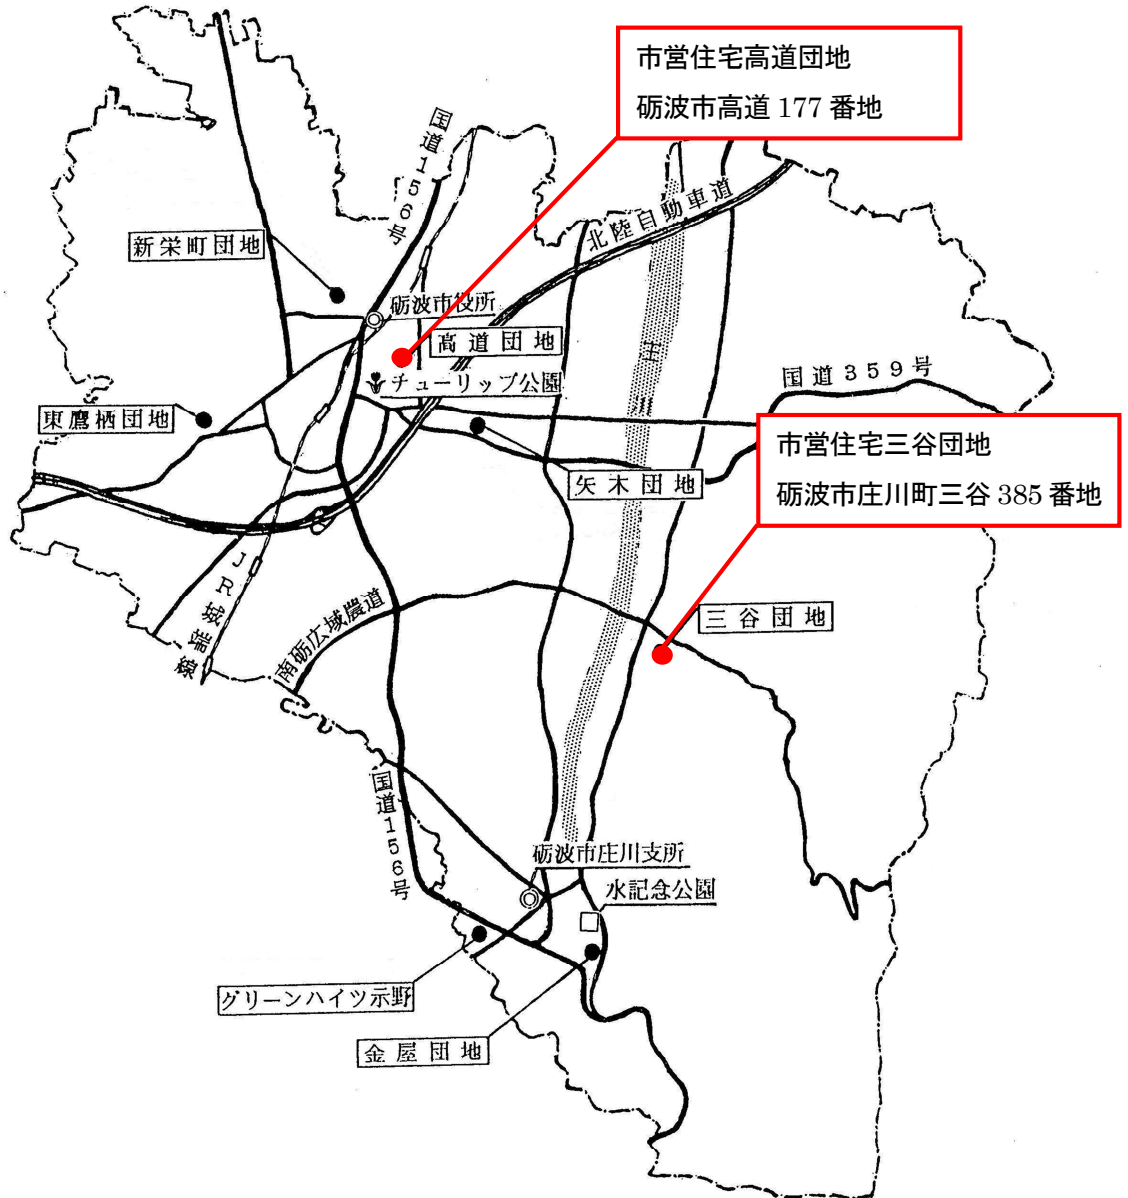 市営住宅高道団地
砺波市高道 177 番地
国道156号
北陸自動車道
新栄町団地
砺波市役所
高道団地
庄川
国道359号
チューリップ公園
東鷹栖団地
市営住宅三谷団地
砺波市庄川町三谷 385 番地
矢木団地
JR城端線
南砺広域農道
三谷団地
国道156号
砺波市庄川支所
水記念公園
グリーンハイツ示野
金屋団地